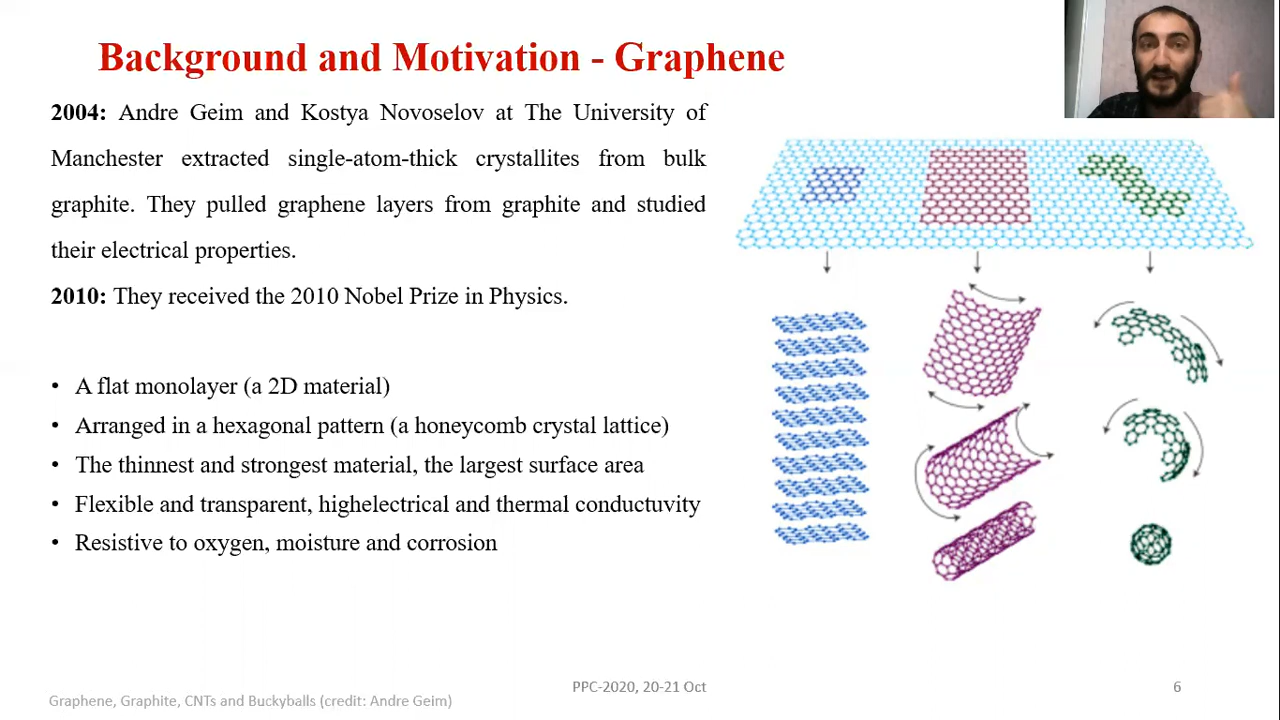 Background and Motivation - Graphene
2004: Andre Geim and Kostya Novoselov at The University of
Manchester extracted single-atom-thick crystallites from bulk
graphite. They pulled graphene layers from graphite and studied
their electrical properties.
2010: They received the 2010 Nobel Prize in Physics.
• A flat monolayer (a 2D material)
• Arranged in a hexagonal pattern (a honeycomb crystal lattice)
• The thinnest and strongest material, the largest surface area
• Flexible and transparent, highelectrical and thermal conductuvity
• Resistive to oxygen, moisture and corrosion
Graphene, Graphite, CNTs and Buckyballs (credit: Andre Geim)
PPC-2020, 20-21 Oct
6